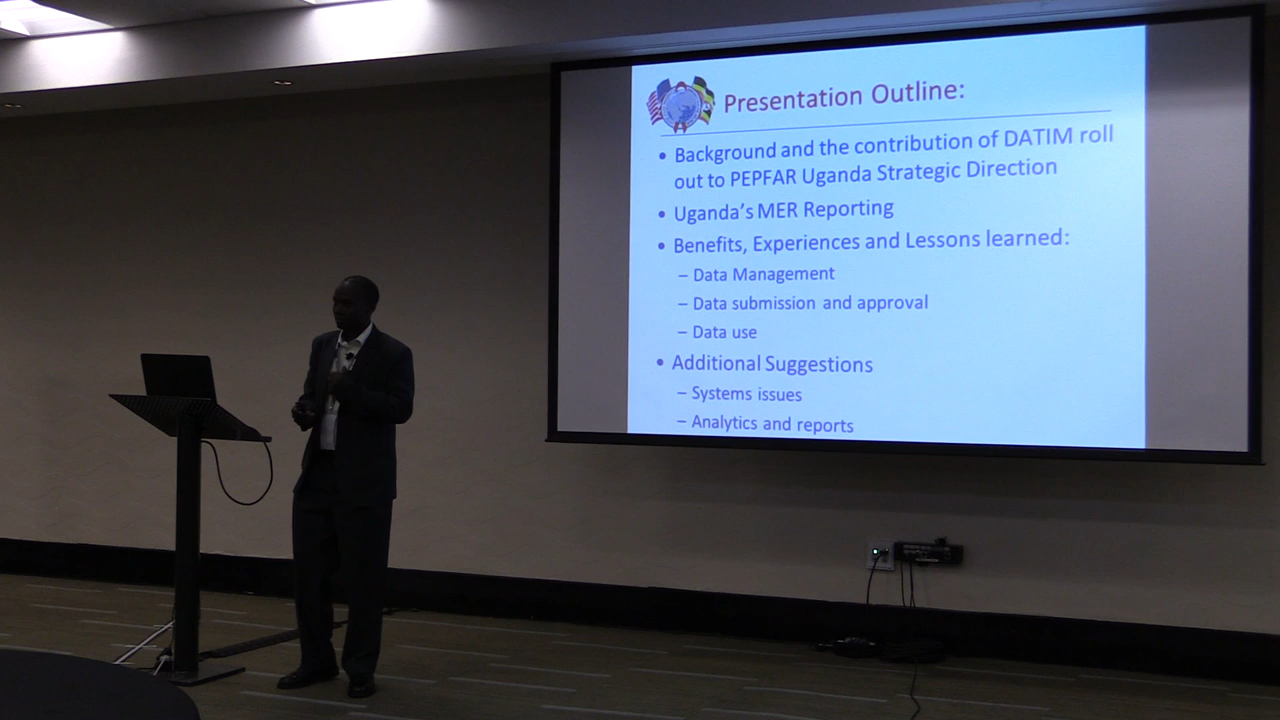 Presentation Outline:
• Background and the contribution of DATIM roll
out to PEPFAR Uganda Strategic Direction
• Uganda's MER Reporting
• Benefits, Experiences and Lessons learned:
– Data Management
– Data submission and approval
– Data use
• Additional Suggestions
– Systems issues
– Analytics and reports